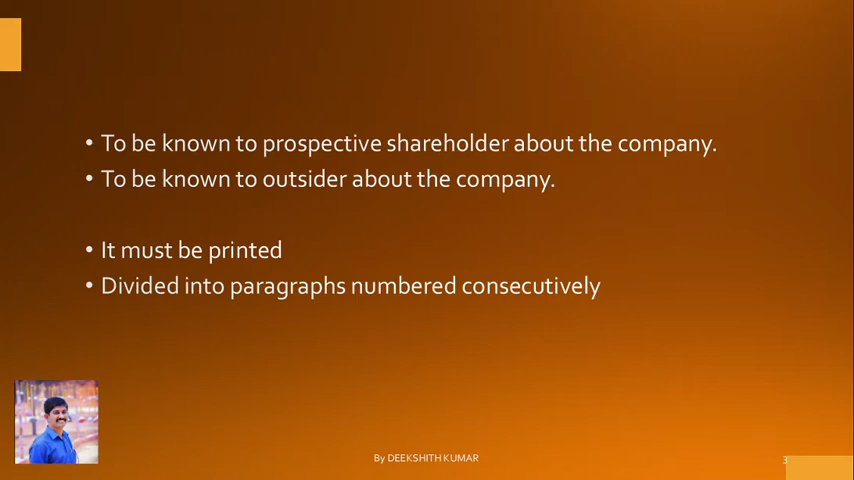 • To be known to prospective shareholder about the company.
• To be known to outsider about the company.
• It must be printed
• Divided into paragraphs numbered consecutively
By DEEKSHITH KUMAR
3